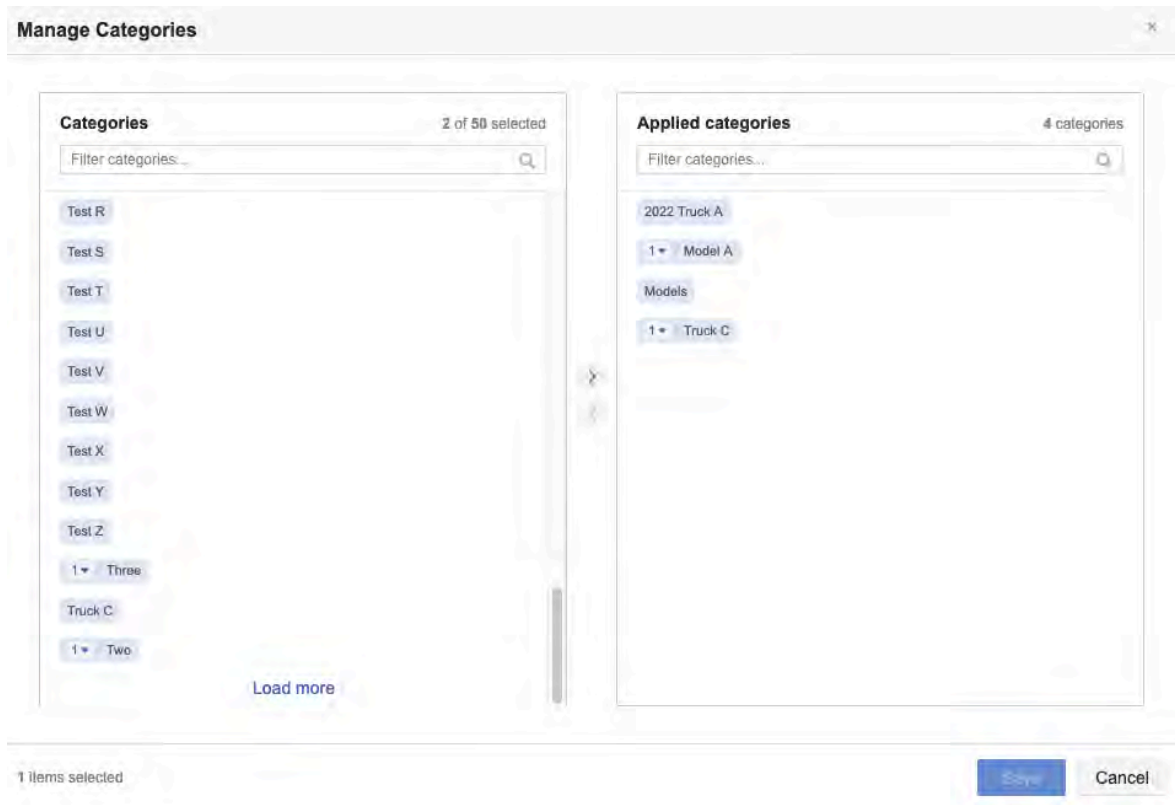 Manage Categories
×
Categories
2 of 50 selected
Filter categories...
Test R
Test S
Test T
Test U
Test V
Test W
Test X
Test Y
Test Z
1 Three
Truck C
1 Two
Load more
Applied categories
4 categories
Filter categories...
2022 Truck A
1 Model A
Models
1 Truck C
1 items selected
Save
Cancel